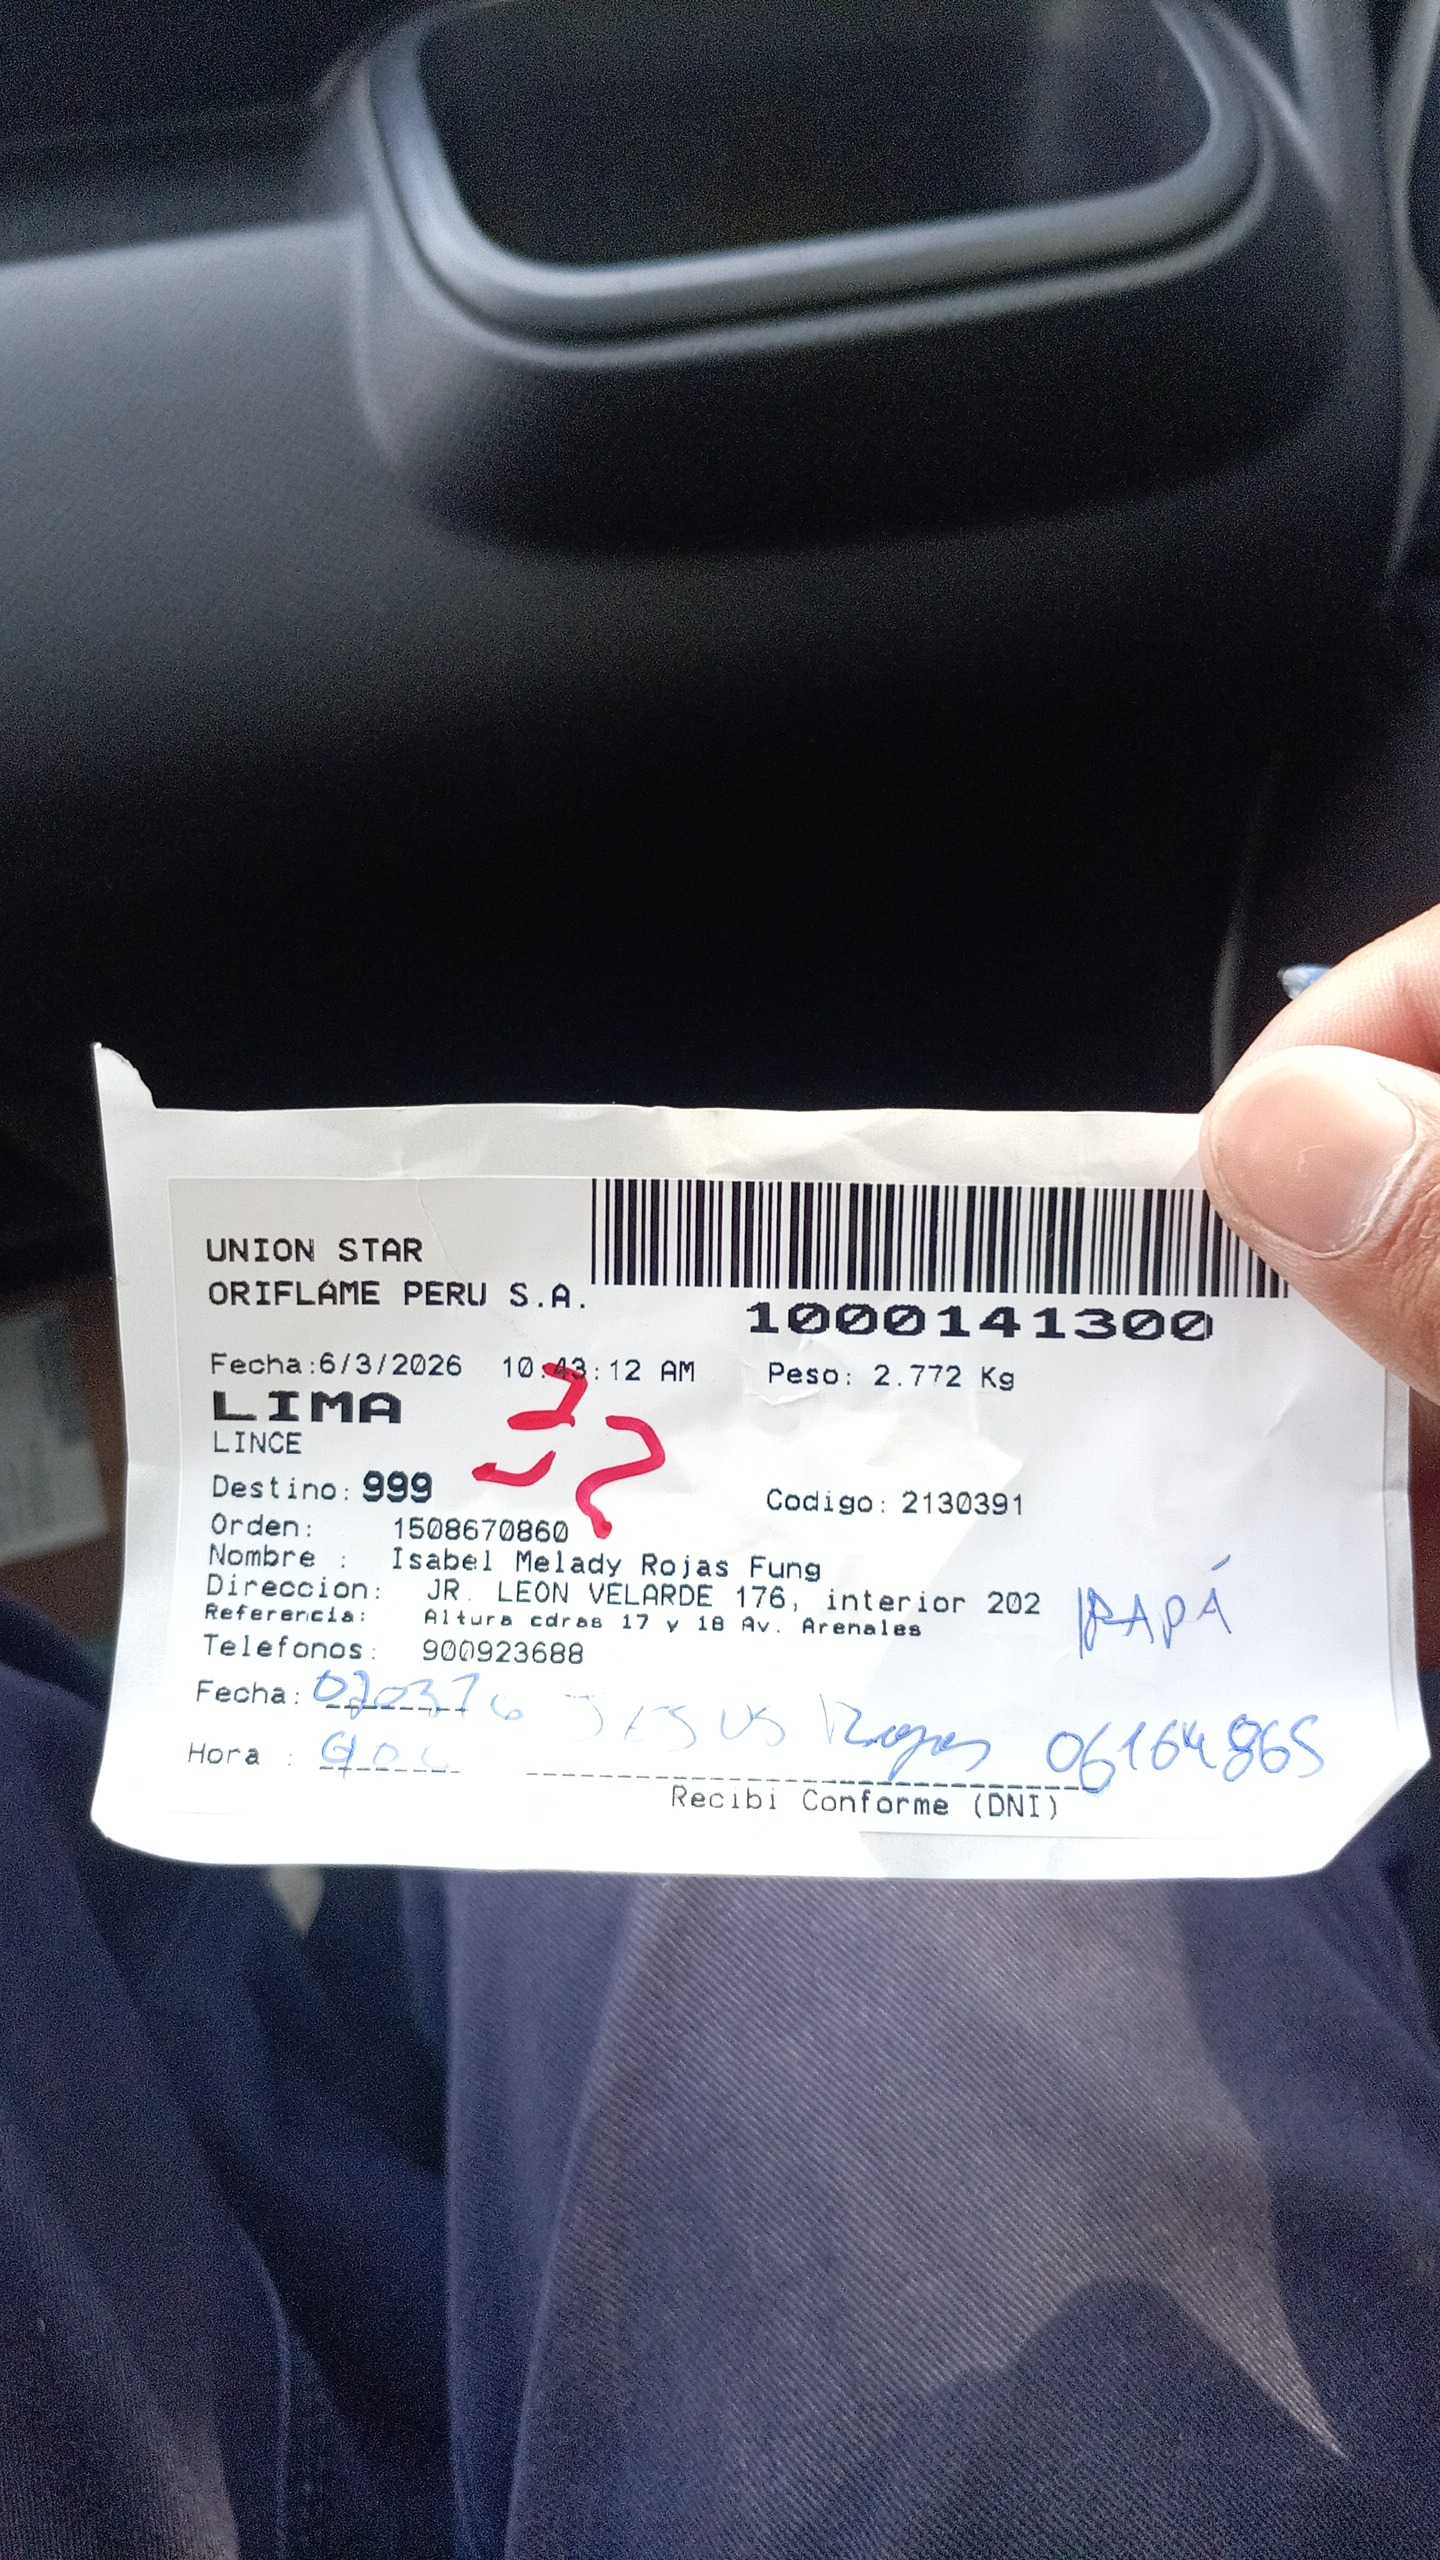 UNION STAR
ORIFLAME PERU S.A.
1000141300
Fecha:6/3/2026 10:43:12 AM Peso: 2.772 Kg
LIMA
LINCE
Destino: 999
Codigo: 2130391
Orden: 1508670860
Nombre : Isabel Melady Rojas Fung
Direccion: JR. LEON VELARDE 176, interior 202
PAPÁ
Referencia: Altura cdras 17 y 18 Av. Arenales
Telefonos: 900923688
Fecha: JESUS Rojas 06164865
Hora :
Recibi Conforme (DNI)